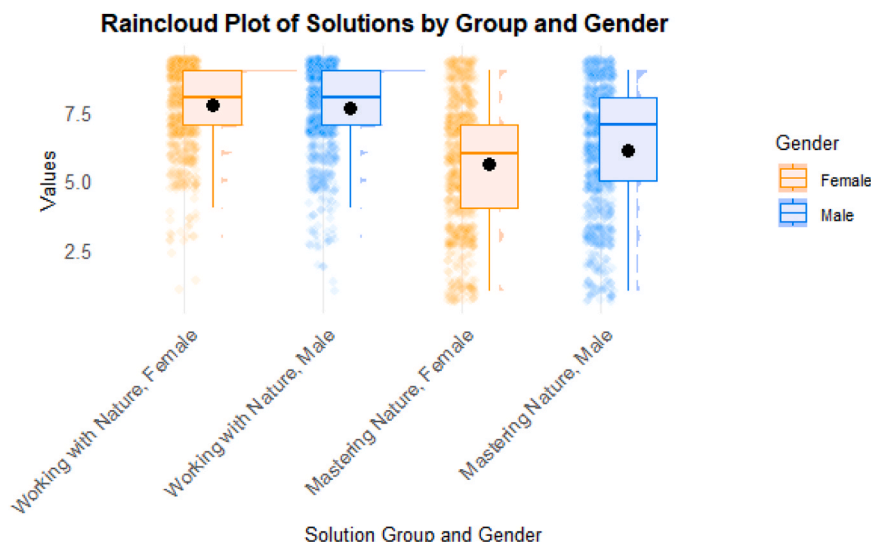 Raincloud Plot of Solutions by Group and Gender
Values
7.5
5.0
2.5
Working with Nature, Female
Working with Nature, Male
Mastering Nature, Female
Mastering Nature, Male
Solution Group and Gender
Gender
Female
Male